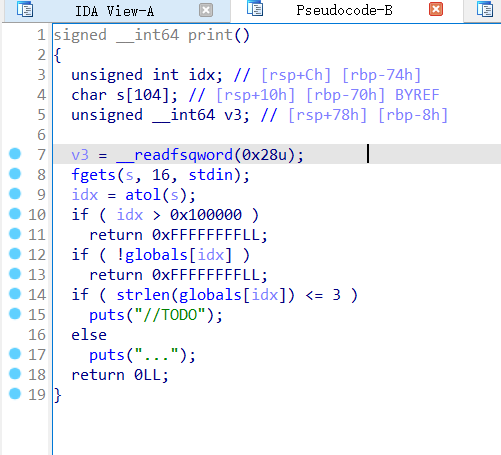 IDA View-A Pseudocode-B
1 signed __int64 print()
2 {
3 unsigned int idx; // [rsp+Ch] [rbp-74h]
4 char s[104]; // [rsp+10h] [rbp-70h] BYREF
5 unsigned __int64 v3; // [rsp+78h] [rbp-8h]
6
7 v3 = __readfsqword(0x28u);
8 fgets(s, 16, stdin);
9 idx = atol(s);
10 if ( idx > 0x100000 )
11 return 0xFFFFFFFFLL;
12 if ( !globals[idx] )
13 return 0xFFFFFFFFLL;
14 if ( strlen(globals[idx]) <= 3 )
15 puts("//TODO");
16 else
17 puts("...");
18 return 0LL;
19 }